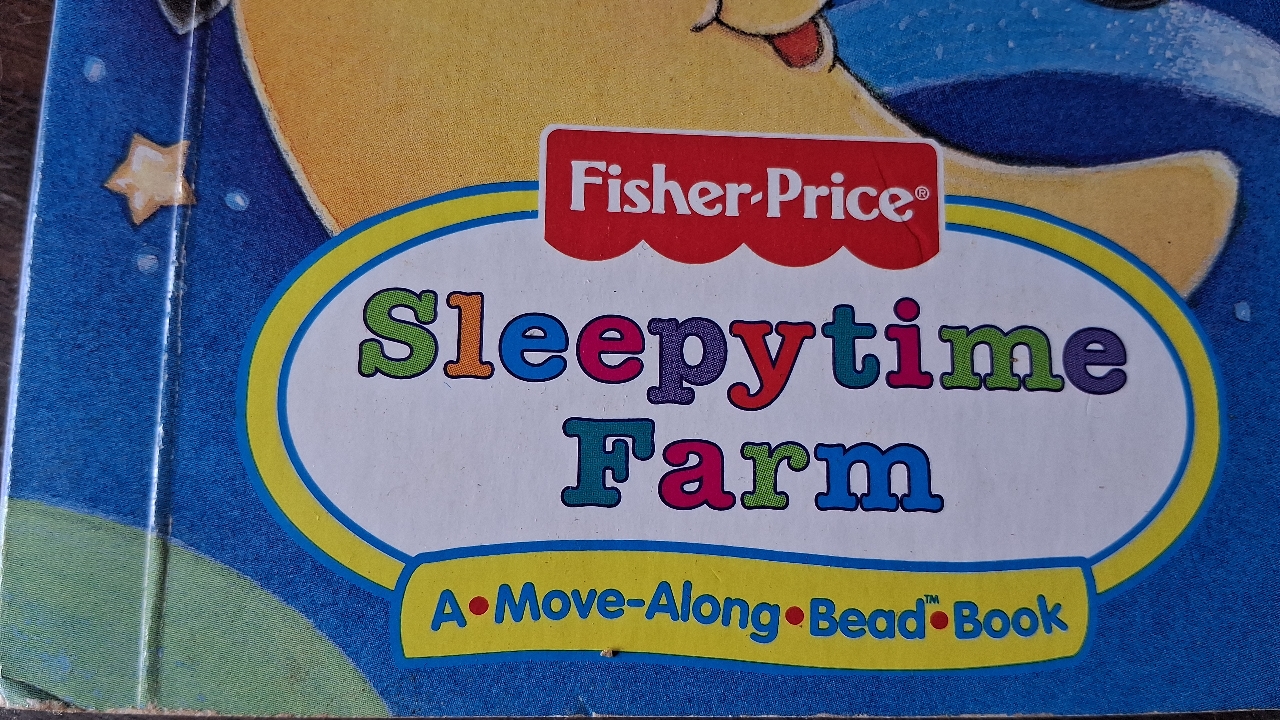 Fisher-Price®
Sleepytime
Farm
A•Move-Along•Bead™•Book